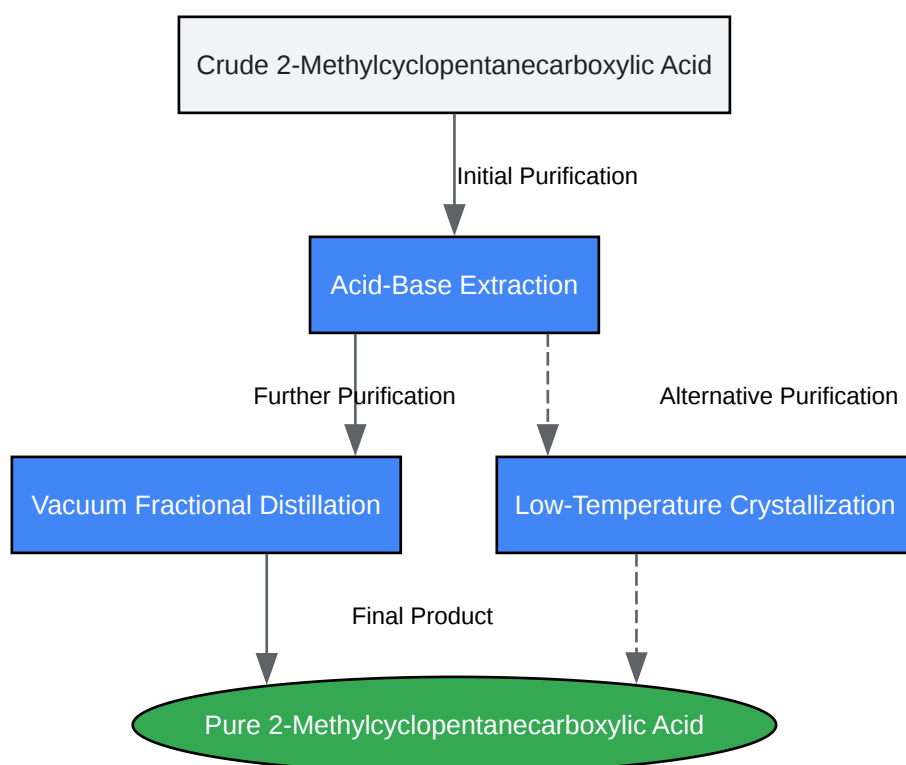 Crude 2-Methylcyclopentanecarboxylic Acid
Initial Purification
Acid-Base Extraction
Further Purification
Alternative Purification
Vacuum Fractional Distillation
Low-Temperature Crystallization
Final Product
Pure 2-Methylcyclopentanecarboxylic Acid